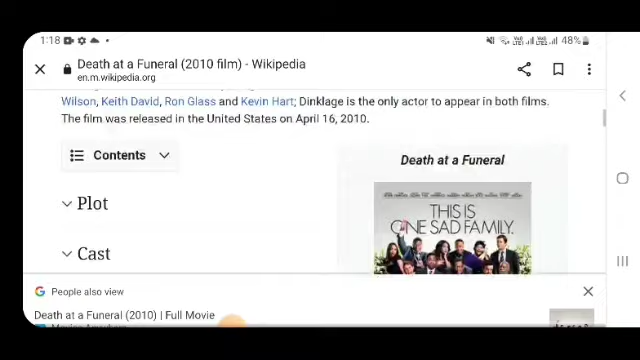 1:18 48%
Death at a Funeral (2010 film) - Wikipedia
en.m.wikipedia.org
Wilson, Keith David, Ron Glass and Kevin Hart; Dinklage is the only actor to appear in both films.
The film was released in the United States on April 16, 2010.
Contents
Death at a Funeral
Plot
THIS IS
ONE SAD FAMILY.
Cast
People also view
Death at a Funeral (2010) | Full Movie